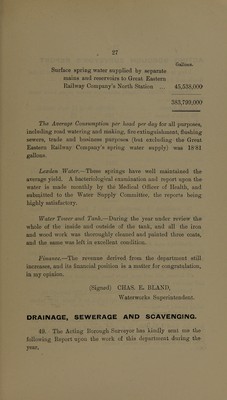 27
Gallons.
Surface spring water supplied by separate
mains and reservoirs to Great Eastern
Railway Company's North Station ... 45,530,000
383,799,000
The Average Consumption per head per day for all purposes,
including road watering and making, fire extinguishment, flushing
sewers, trade and business purposes (but excluding the Great
Eastern Railway Company's spring water supply) was 18·81
gallons.
Lexden Water.—These springs have well maintained the
average yield. A bacteriological examination and report upon the
water is made monthly by the Medical Officer of Health, and
submitted to the Water Supply Committee, the reports being
highly satisfactory.
Water Tower and Tank.—During the year under review the
whole of the inside and outside of the tank, and all the iron
and wood work was thoroughly cleaned and painted three coats,
and the same was left in excellent condition.
Finance.—The revenue derived from the department still
increases, and its financial position is a matter for congratulation,
in my opinion.
(Signed) CHAS. E. BLAND,
Waterworks Superintendent.
DRAINAGE, SEWERAGE AND SCAVENGING.
49. The Acting Borough Surveyor has kindly sent me the
following Report upon the work of this department during the
year.